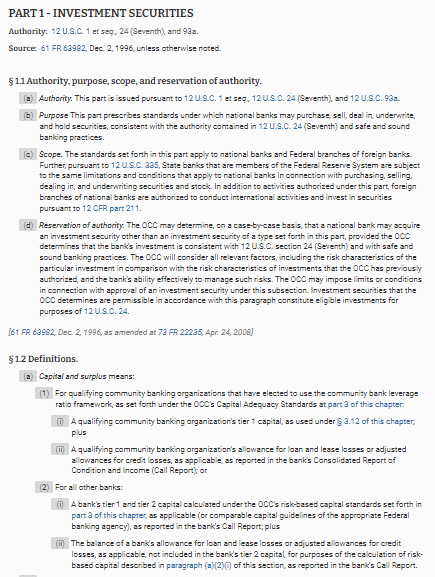 PART 1 - INVESTMENT SECURITIES
Authority: 12 U.S.C. 1 et seq., 24 (Seventh), and 93a.
Source: 61 FR 63982, Dec. 2, 1996, unless otherwise noted.
§ 1.1 Authority, purpose, scope, and reservation of authority.
(a) Authority. This part is issued pursuant to 12 U.S.C. 1 et seq., 12 U.S.C. 24 (Seventh), and 12 U.S.C. 93a.
(b) Purpose This part prescribes standards under which national banks may purchase, sell, deal in, underwrite,
and hold securities, consistent with the authority contained in 12 U.S.C. 24 (Seventh) and safe and sound
banking practices.
(c) Scope. The standards set forth in this part apply to national banks and Federal branches of foreign banks.
Further, pursuant to 12 U.S.C. 335, State banks that are members of the Federal Reserve System are subject
to the same limitations and conditions that apply to national banks in connection with purchasing, selling,
dealing in, and underwriting securities and stock. In addition to activities authorized under this part, foreign
branches of national banks are authorized to conduct international activities and invest in securities
pursuant to 12 CFR part 211.
(d) Reservation of authority. The OCC may determine, on a case-by-case basis, that a national bank may acquire
an investment security other than an investment security of a type set forth in this part, provided the OCC
determines that the bank's investment is consistent with 12 U.S.C. section 24 (Seventh) and with safe and
sound banking practices. The OCC will consider all relevant factors, including the risk characteristics of the
particular investment in comparison with the risk characteristics of investments that the OCC has previously
authorized, and the bank's ability effectively to manage such risks. The OCC may impose limits or conditions
in connection with approval of an investment security under this subsection. Investment securities that the
OCC determines are permissible in accordance with this paragraph constitute eligible investments for
purposes of 12 U.S.C. 24.
[61 FR 63982, Dec. 2, 1996, as amended at 73 FR 22235, Apr. 24, 2008]
§ 1.2 Definitions.
(a) Capital and surplus means:
(1) For qualifying community banking organizations that have elected to use the community bank leverage
ratio framework, as set forth under the OCC's Capital Adequacy Standards at part 3 of this chapter:
(i) A qualifying community banking organization's tier 1 capital, as used under § 3.12 of this chapter;
plus
(ii) A qualifying community banking organization's allowance for loan and lease losses or adjusted
allowances for credit losses, as applicable, as reported in the bank's Consolidated Report of
Condition and Income (Call Report); or
(2) For all other banks:
(i) A bank's tier 1 and tier 2 capital calculated under the OCC's risk-based capital standards set forth in
part 3 of this chapter, as applicable (or comparable capital guidelines of the appropriate Federal
banking agency), as reported in the bank's Call Report; plus
(ii) The balance of a bank's allowance for loan and lease losses or adjusted allowances for credit
losses, as applicable, not included in the bank's tier 2 capital, for purposes of the calculation of risk-
based capital described in paragraph (a)(2)(i) of this section, as reported in the bank's Call Report.